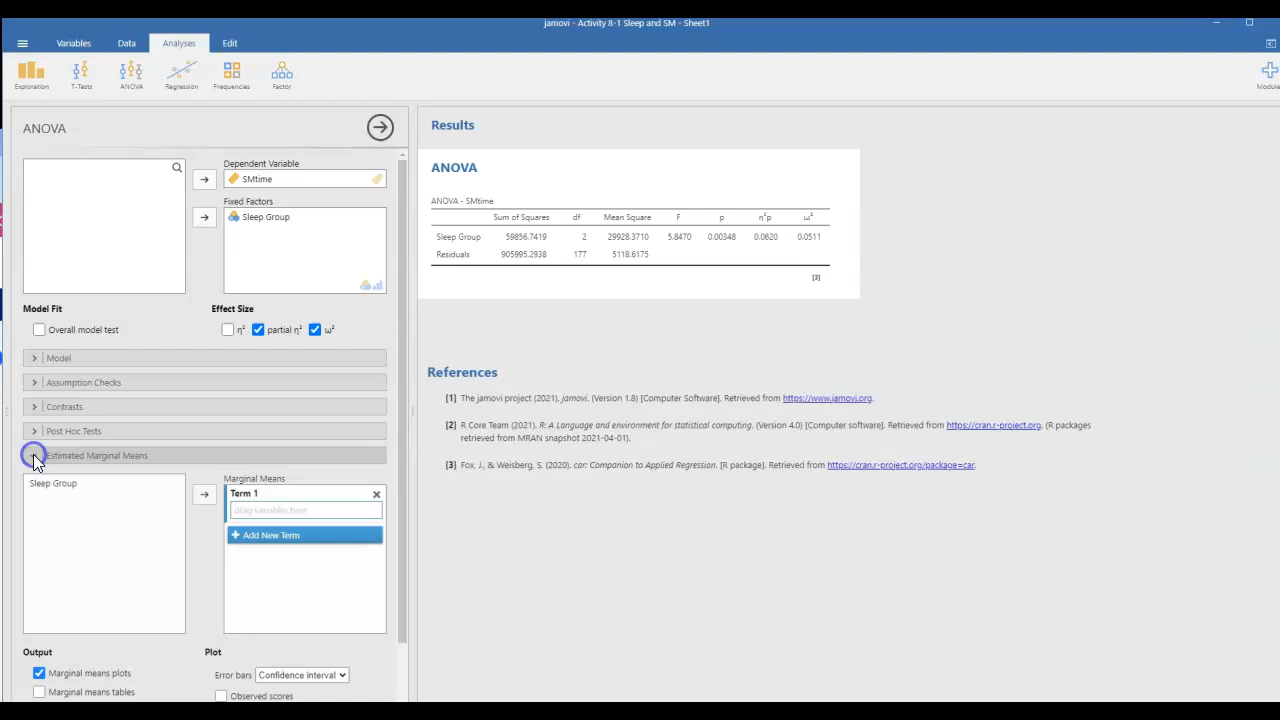 jamovi - Activity 8-1 Sleep and SM - Sheet1
Variables Data Analyses Edit
Exploration T-Tests ANOVA Regression Frequencies Factor
ANOVA
Dependent Variable
SMtime
Fixed Factors
Sleep Group
Model Fit Effect Size
Overall model test η² partial η² ω²
Model
Assumption Checks
Contrasts
Post Hoc Tests
Estimated Marginal Means
Sleep Group
Marginal Means
Term 1
drag variables here
+ Add New Term
Output Plot
Marginal means plots
Error bars Confidence interval
Marginal means tables
Observed scores
Results
ANOVA
ANOVA - SMtime
Sum of Squares df Mean Square F p η²p ω²
Sleep Group 59856.7419 2 29928.3710 5.8470 0.00348 0.0620 0.0511
Residuals 905995.2938 177 5118.6175
[3]
References
[1] The jamovi project (2021). jamovi. (Version 1.8) [Computer Software]. Retrieved from https://www.jamovi.org.
[2] R Core Team (2021). R: A Language and environment for statistical computing. (Version 4.0) [Computer software]. Retrieved from https://cran.r-project.org. (R packages
retrieved from MRAN snapshot 2021-04-01).
[3] Fox, J., & Weisberg, S. (2020). car: Companion to Applied Regression. [R package]. Retrieved from https://cran.r-project.org/package=car.